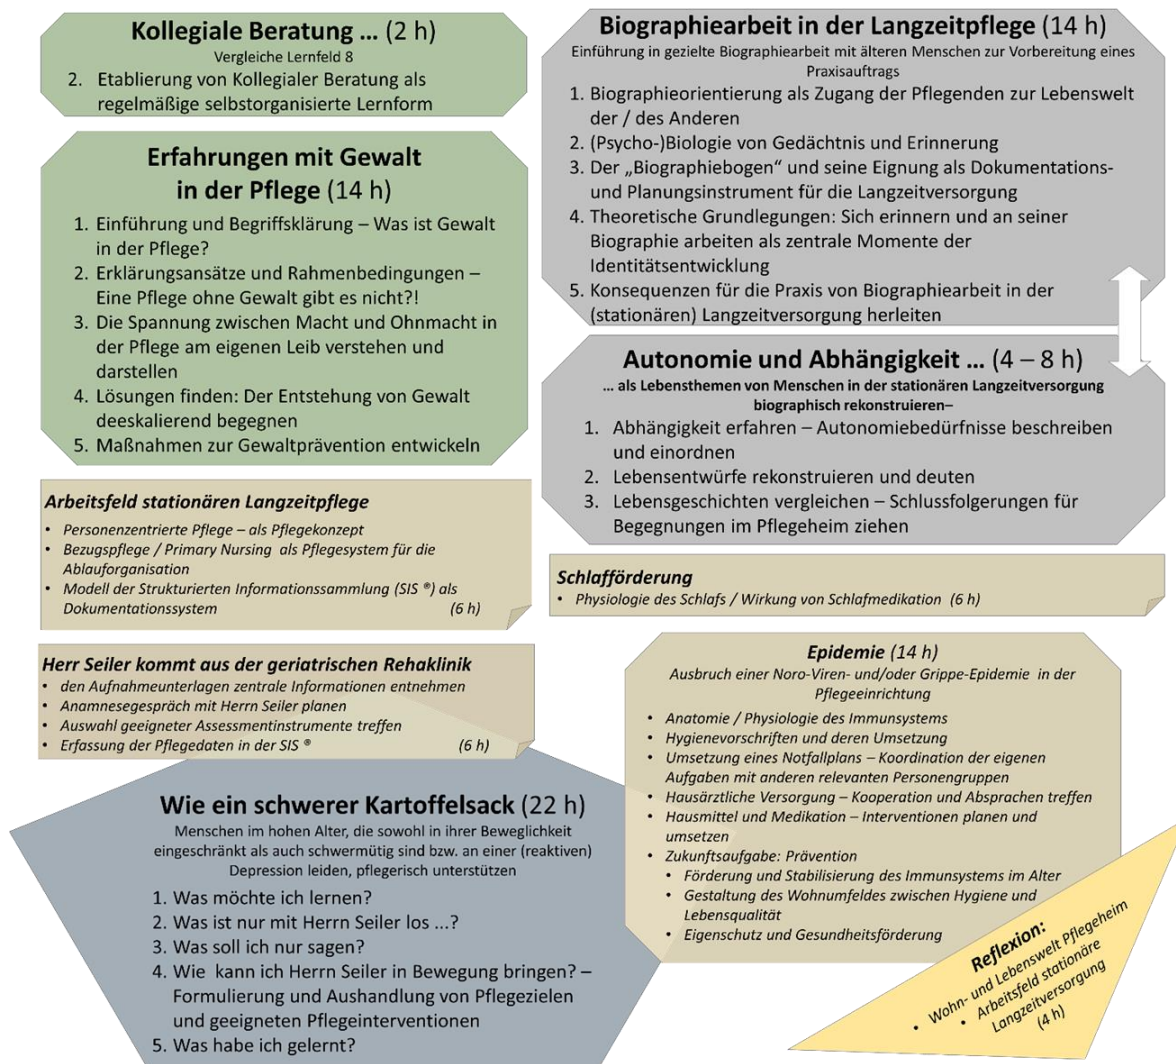 Kollegiale Beratung ... (2 h)
Vergleiche Lernfeld 8
2. Etablierung von Kollegialer Beratung als
regelmäßige selbstorganisierte Lernform
Erfahrungen mit Gewalt
in der Pflege (14 h)
1. Einführung und Begriffsklärung – Was ist Gewalt
in der Pflege?
2. Erklärungsansätze und Rahmenbedingungen –
Eine Pflege ohne Gewalt gibt es nicht?!
3. Die Spannung zwischen Macht und Ohnmacht in
der Pflege am eigenen Leib verstehen und
darstellen
4. Lösungen finden: Der Entstehung von Gewalt
deeskalierend begegnen
5. Maßnahmen zur Gewaltprävention entwickeln
Arbeitsfeld stationären Langzeitpflege
• Personenzentrierte Pflege – als Pflegekonzept
• Bezugspflege / Primary Nursing als Pflegesystem für die
Ablauforganisation
• Modell der Strukturierten Informationssammlung (SIS ®) als
Dokumentationssystem (6 h)
Herr Seiler kommt aus der geriatrischen Rehaklinik
• den Aufnahmeunterlagen zentrale Informationen entnehmen
• Anamnesegespräch mit Herrn Seiler planen
• Auswahl geeigneter Assessmentinstrumente treffen
• Erfassung der Pflegedaten in der SIS ® (6 h)
Wie ein schwerer Kartoffelsack (22 h)
Menschen im hohen Alter, die sowohl in ihrer Beweglichkeit
eingeschränkt als auch schwermütig sind bzw. an einer (reaktiven)
Depression leiden, pflegerisch unterstützen
1. Was möchte ich lernen?
2. Was ist nur mit Herrn Seiler los ...?
3. Was soll ich nur sagen?
4. Wie kann ich Herrn Seiler in Bewegung bringen? –
Formulierung und Aushandlung von Pflegezielen
und geeigneten Pflegeinterventionen
5. Was habe ich gelernt?
Biographiearbeit in der Langzeitpflege (14 h)
Einführung in gezielte Biographiearbeit mit älteren Menschen zur Vorbereitung eines
Praxisauftrags
1. Biographieorientierung als Zugang der Pflegenden zur Lebenswelt
der / des Anderen
2. (Psycho-)Biologie von Gedächtnis und Erinnerung
3. Der „Biographiebogen“ und seine Eignung als Dokumentations-
und Planungsinstrument für die Langzeitversorgung
4. Theoretische Grundlegungen: Sich erinnern und an seiner
Biographie arbeiten als zentrale Momente der
Identitätsentwicklung
5. Konsequenzen für die Praxis von Biographiearbeit in der
(stationären) Langzeitversorgung herleiten
Autonomie und Abhängigkeit ... (4 – 8 h)
... als Lebensthemen von Menschen in der stationären Langzeitversorgung
biographisch rekonstruieren–
1. Abhängigkeit erfahren – Autonomiebedürfnisse beschreiben
und einordnen
2. Lebensentwürfe rekonstruieren und deuten
3. Lebensgeschichten vergleichen – Schlussfolgerungen für
Begegnungen im Pflegeheim ziehen
Schlafförderung
• Physiologie des Schlafs / Wirkung von Schlafmedikation (6 h)
Epidemie (14 h)
Ausbruch einer Noro-Viren- und/oder Grippe-Epidemie in der
Pflegeeinrichtung
• Anatomie / Physiologie des Immunsystems
• Hygienevorschriften und deren Umsetzung
• Umsetzung eines Notfallplans – Koordination der eigenen
Aufgaben mit anderen relevanten Personengruppen
• Hausärztliche Versorgung – Kooperation und Absprachen treffen
• Hausmittel und Medikation – Interventionen planen und
umsetzen
• Zukunftsaufgabe: Prävention
• Förderung und Stabilisierung des Immunsystems im Alter
• Gestaltung des Wohnumfeldes zwischen Hygiene und
Lebensqualität
• Eigenschutz und Gesundheitsförderung
Reflexion:
• Wohn- und Lebenswelt Pflegeheim
• Arbeitsfeld stationäre
Langzeitversorgung
(4 h)